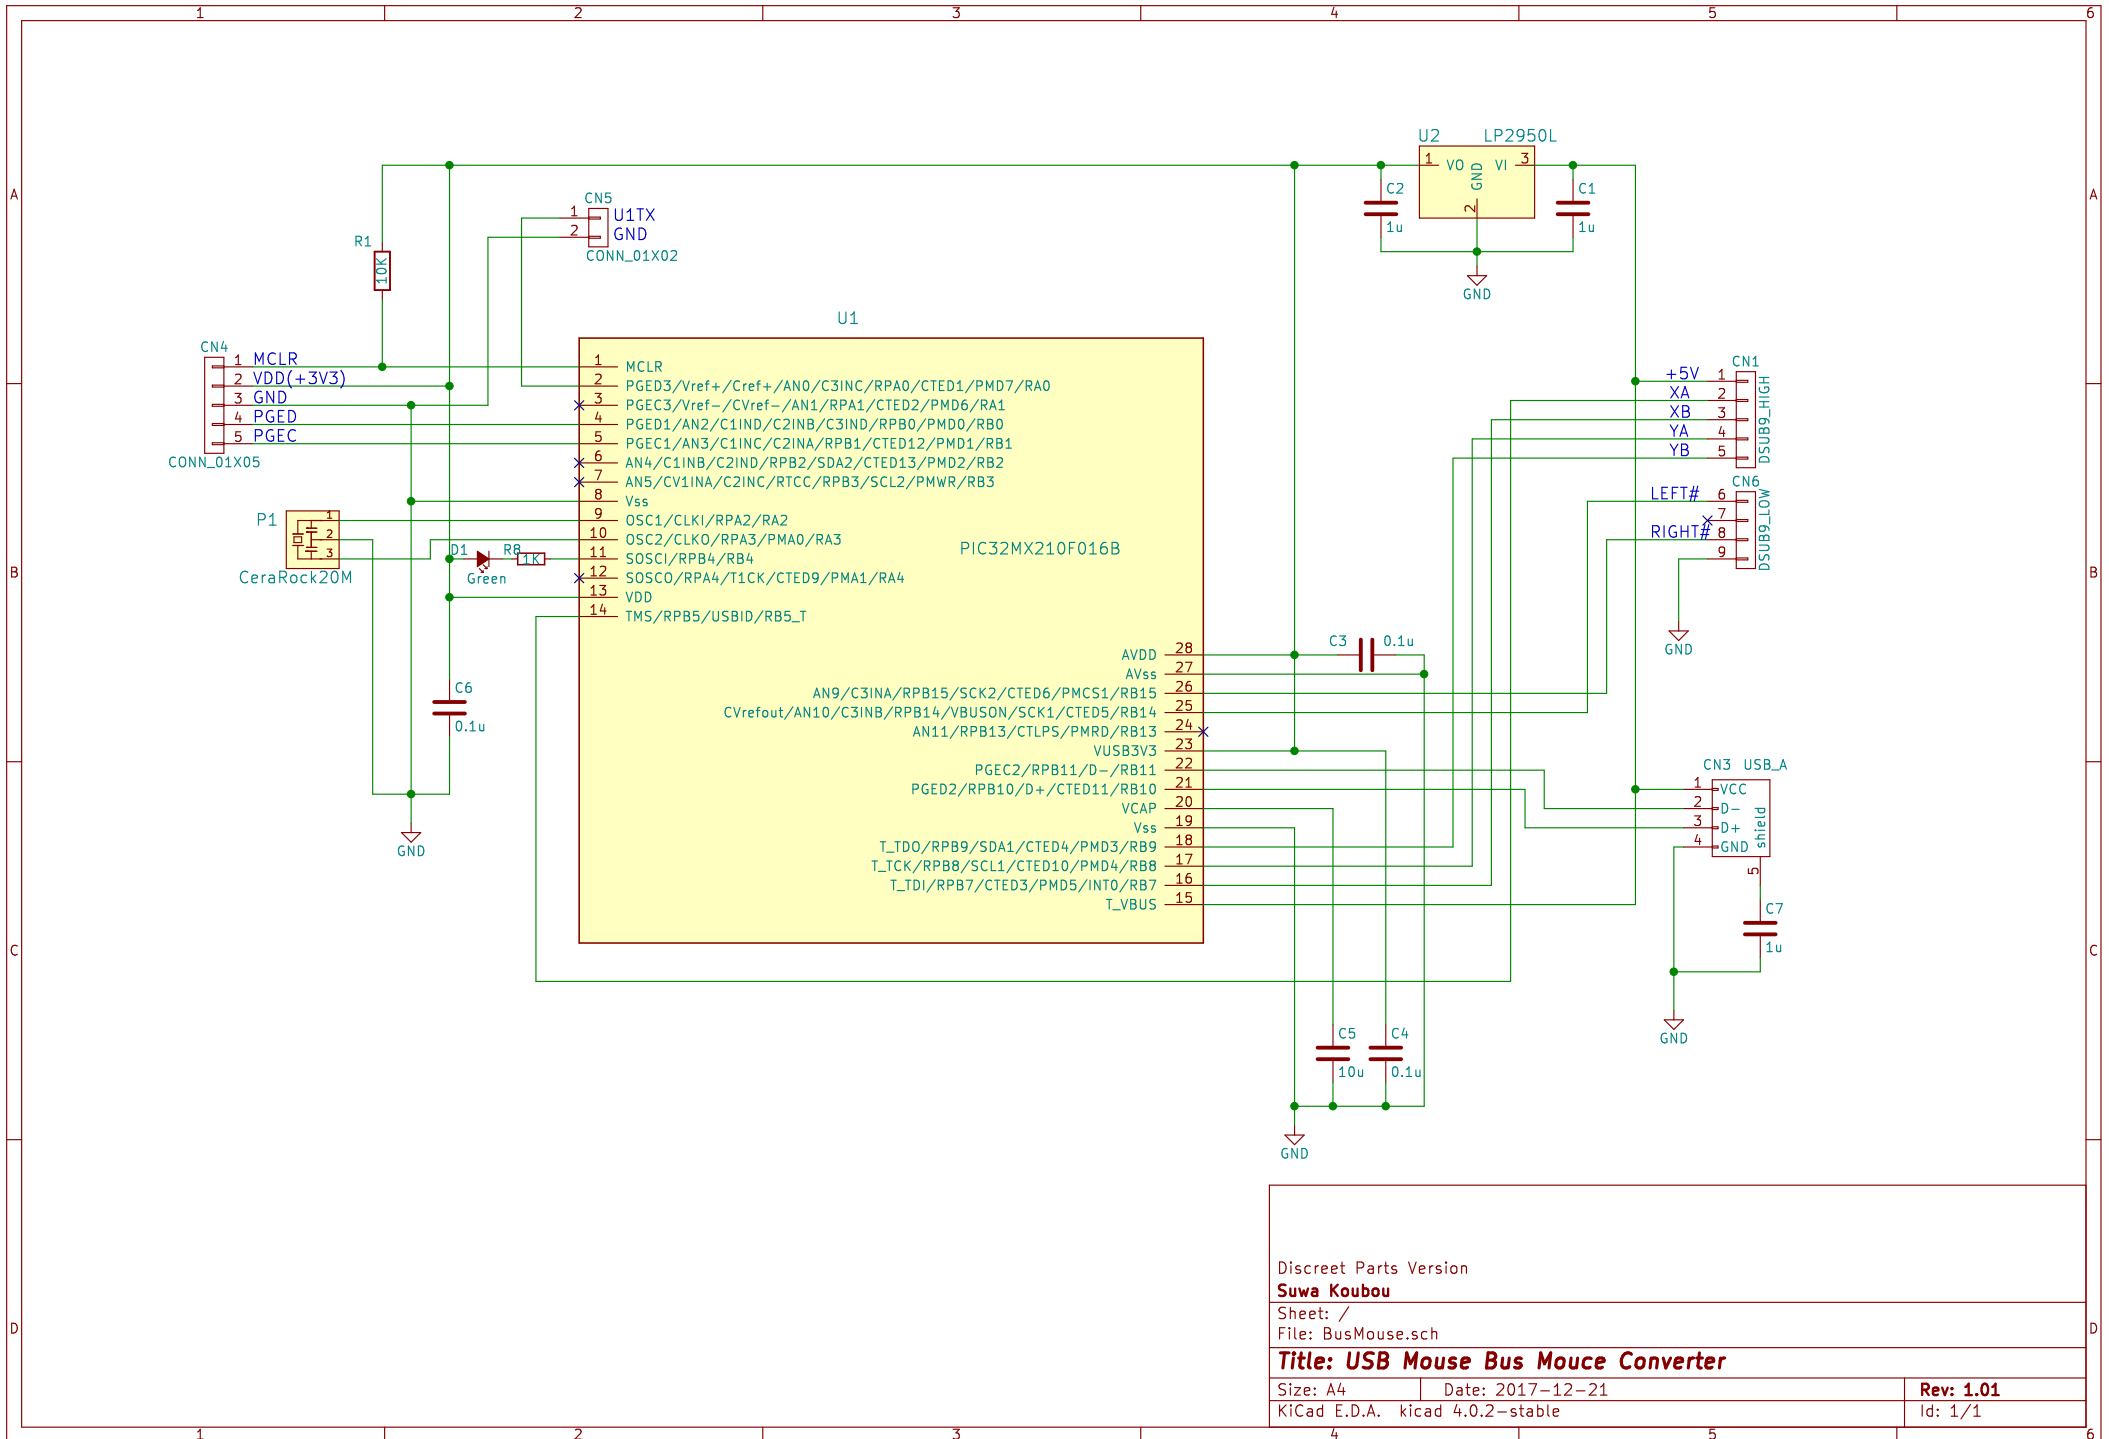 1 2 3 4 5 6
A A
B B
C C
D D
U2 LP2950L
1 VO GND VI 3
2
C2
1u
C1
1u
GND
CN5
1 U1TX
2 GND
CONN_01X02
R1
10K
U1
CN4
1 MCLR
2 VDD(+3V3)
3 GND
4 PGED
5 PGEC
CONN_01X05
1 MCLR
2 PGED3/Vref+/Cref+/AN0/C3INC/RPA0/CTED1/PMD7/RA0
3 PGEC3/Vref-/CVref-/AN1/RPA1/CTED2/PMD6/RA1
4 PGED1/AN2/C1IND/C2INB/C3IND/RPB0/PMD0/RB0
5 PGEC1/AN3/C1INC/C2INA/RPB1/CTED12/PMD1/RB1
6 AN4/C1INB/C2IND/RPB2/SDA2/CTED13/PMD2/RB2
7 AN5/CV1INA/C2INC/RTCC/RPB3/SCL2/PMWR/RB3
8 Vss
9 OSC1/CLKI/RPA2/RA2
10 OSC2/CLKO/RPA3/PMA0/RA3
11 SOSCI/RPB4/RB4
12 SOSCO/RPA4/T1CK/CTED9/PMA1/RA4
13 VDD
14 TMS/RPB5/USBID/RB5_T
PIC32MX210F016B
P1
1
2
3
CeraRock20M
D1
Green
R8
1K
C6
0.1u
GND
AVDD 28
AVss 27
AN9/C3INA/RPB15/SCK2/CTED6/PMCS1/RB15 26
CVrefout/AN10/C3INB/RPB14/VBUSON/SCK1/CTED5/RB14 25
AN11/RPB13/CTLPS/PMRD/RB13 24
VUSB3V3 23
PGEC2/RPB11/D-/RB11 22
PGED2/RPB10/D+/CTED11/RB10 21
VCAP 20
Vss 19
T_TDO/RPB9/SDA1/CTED4/PMD3/RB9 18
T_TCK/RPB8/SCL1/CTED10/PMD4/RB8 17
T_TDI/RPB7/CTED3/PMD5/INT0/RB7 16
T_VBUS 15
C3 0.1u
CN1
+5V 1
XA 2
XB 3
YA 4
YB 5
DSUB9_HIGH
CN6
LEFT# 6
7
RIGHT# 8
9
DSUB9_LOW
GND
CN3 USB_A
1 VCC
2 D-
3 D+
4 GND
shield
5
C7
1u
GND
C5
10u
C4
0.1u
GND
Discreet Parts Version
Suwa Koubou
Sheet: /
File: BusMouse.sch
Title: USB Mouse Bus Mouce Converter
Size: A4 Date: 2017-12-21 Rev: 1.01
KiCad E.D.A. kicad 4.0.2-stable Id: 1/1
1 2 3 4 5 6